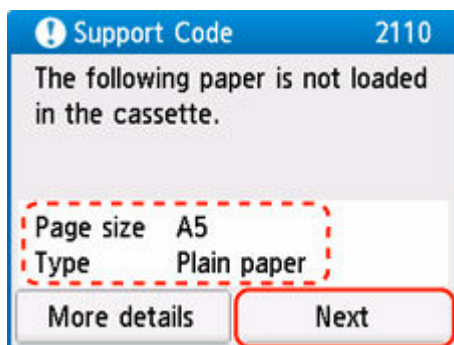 Support Code 2110
The following paper is not loaded
in the cassette.
Page size A5
Type Plain paper
More details Next